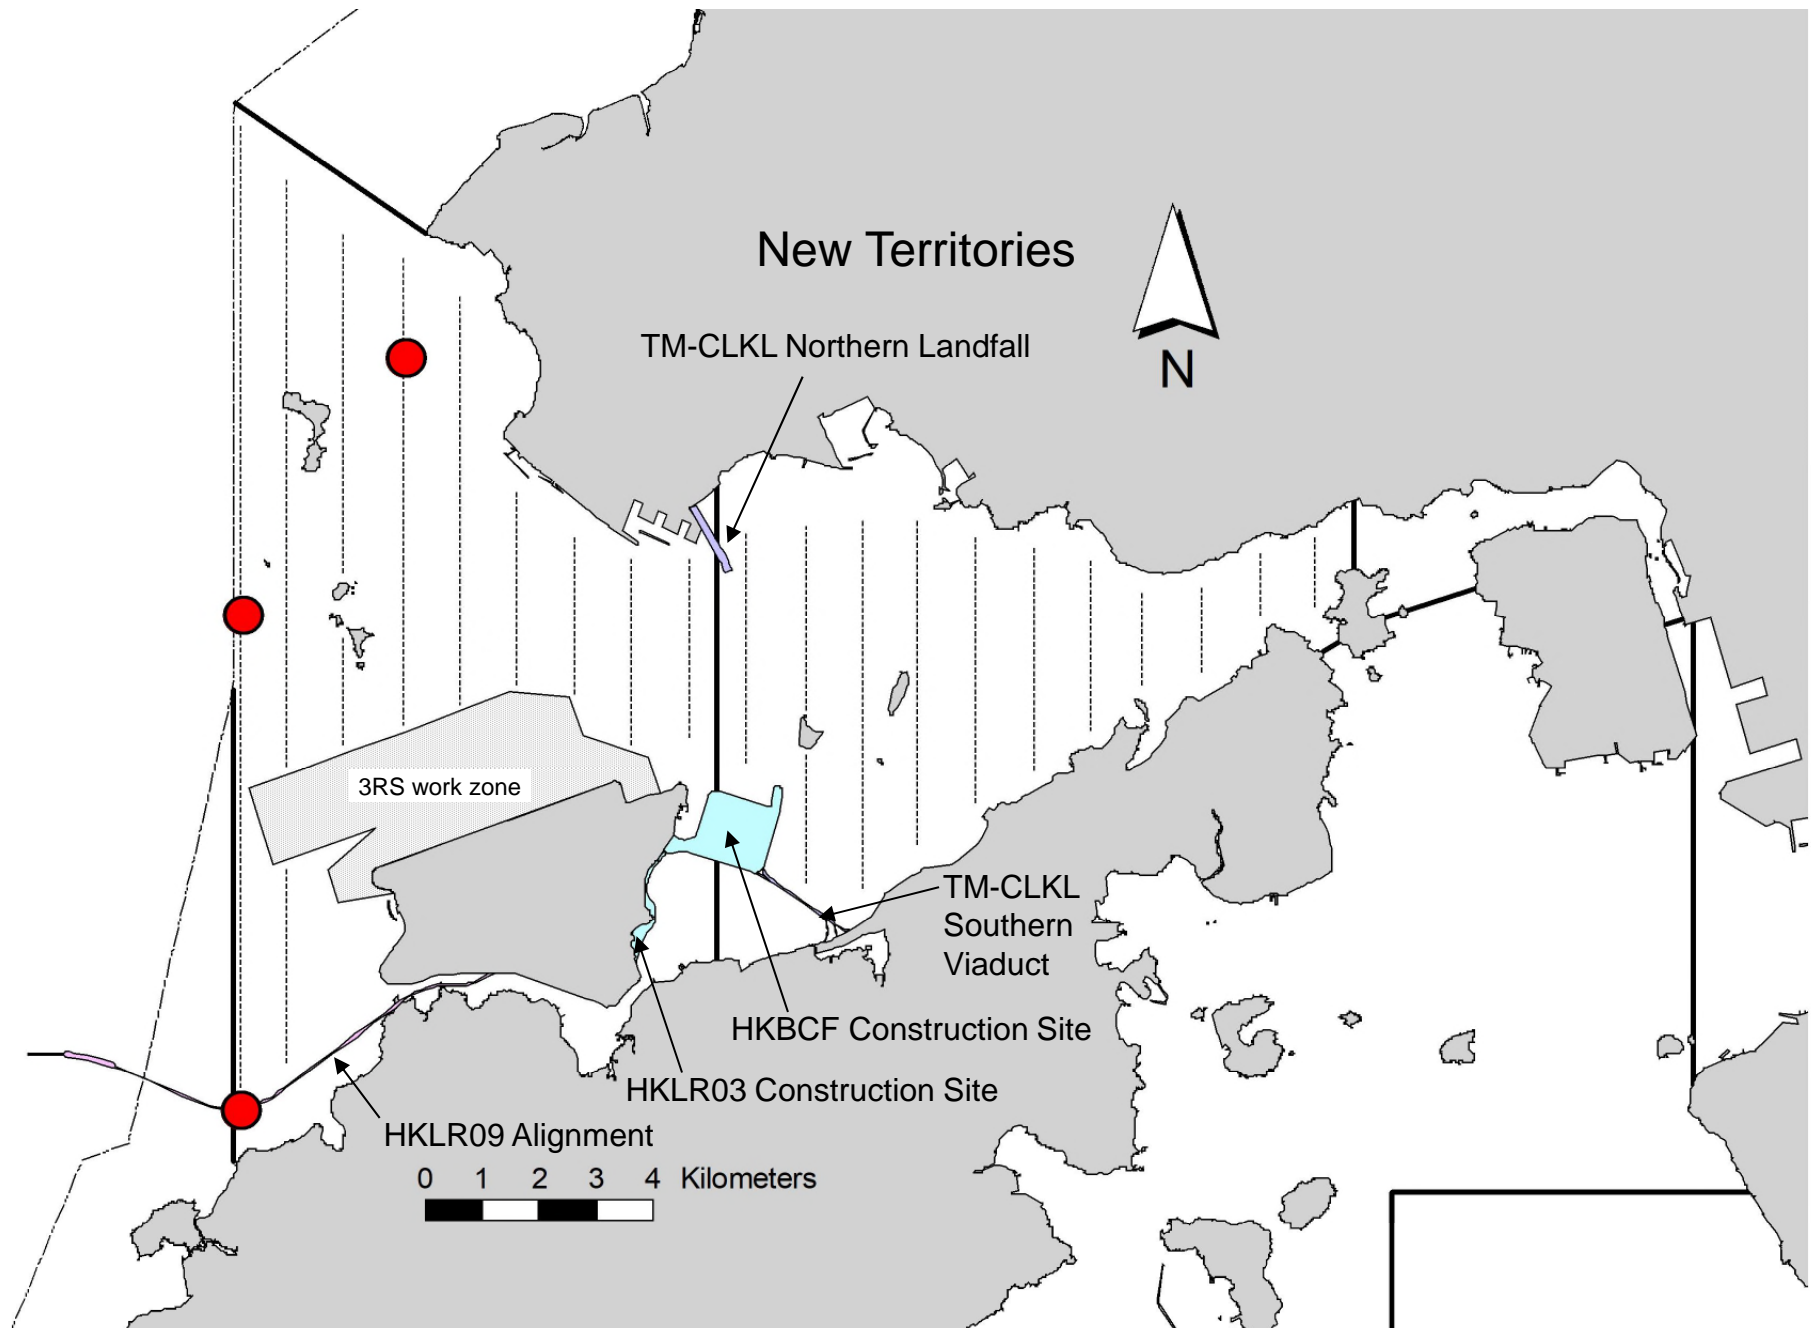 New Territories
TM-CLKL Northern Landfall
N
3RS work zone
TM-CLKL
Southern
Viaduct
HKBCF Construction Site
HKLR03 Construction Site
HKLR09 Alignment
0 1 2 3 4 Kilometers